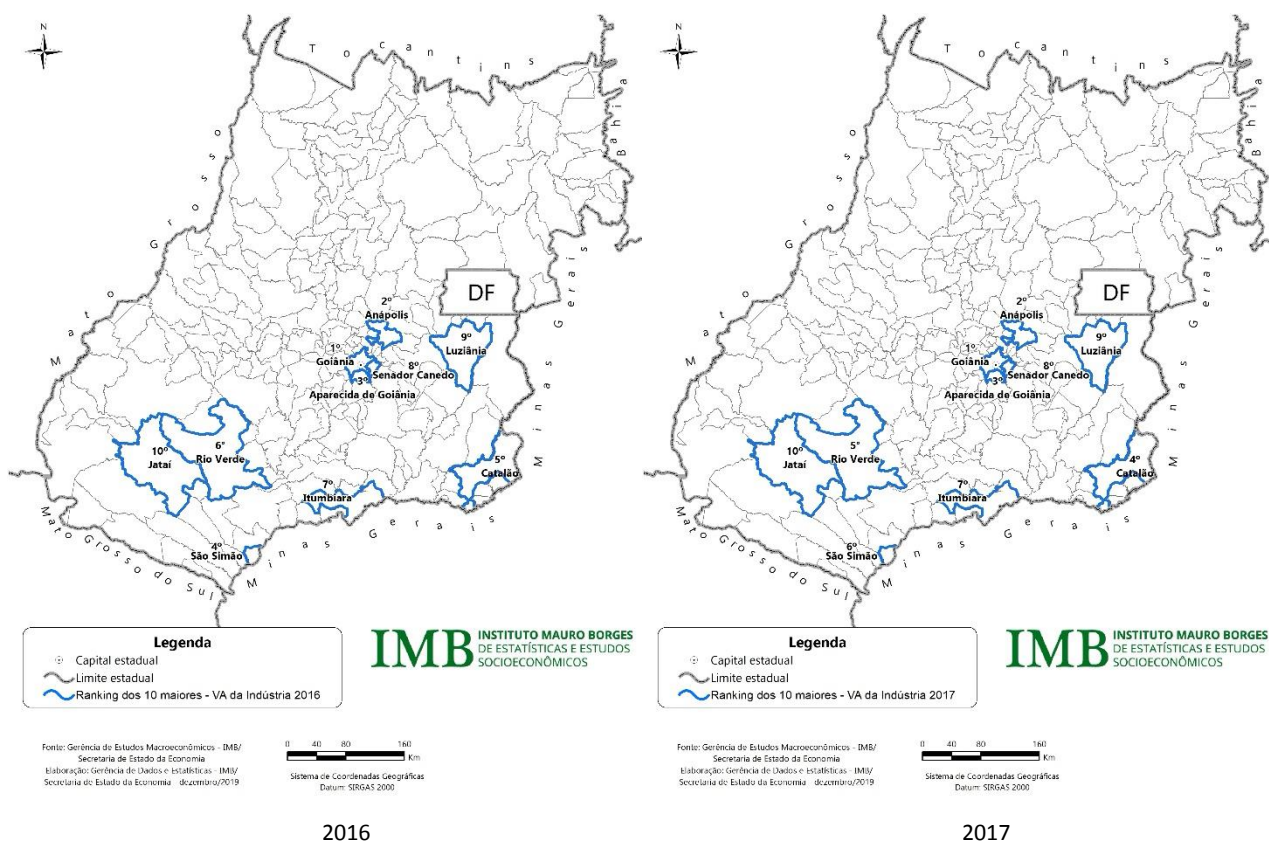 N
Tocantins
Bahia
Mato Grosso
DF
2º
Anápolis
9º
Luziânia
1º
Goiânia
8º
Senador Canedo
3º
Aparecida de Goiânia
Minas Gerais
10º
Jataí
6°
Rio Verde
5º
Catalão
7º
Itumbiara
4º
São Simão
Minas Gerais
Mato Grosso do Sul
Legenda
Capital estadual
Limite estadual
Ranking dos 10 maiores - VA da Indústria 2016
IMB
INSTITUTO MAURO BORGES
DE ESTATÍSTICAS E ESTUDOS
SOCIOECONÔMICOS
Fonte: Gerência de Estudos Macroeconômicos - IMB/
Secretaria de Estado da Economia
Elaboração: Gerência de Dados e Estatísticas - IMB/
Secretaria de Estado da Economia - dezembro/2019
0 40 80 160
Km
Sistema de Coordenadas Geográficas
Datum: SIRGAS 2000
2016
N
Tocantins
Bahia
Mato Grosso
DF
2º
Anápolis
9º
Luziânia
1º
Goiânia
8º
Senador Canedo
3º
Aparecida de Goiânia
Minas Gerais
10º
Jataí
5°
Rio Verde
4º
Catalão
7º
Itumbiara
6º
São Simão
Minas Gerais
Mato Grosso do Sul
Legenda
Capital estadual
Limite estadual
Ranking dos 10 maiores - VA da Indústria 2017
IMB
INSTITUTO MAURO BORGES
DE ESTATÍSTICAS E ESTUDOS
SOCIOECONÔMICOS
Fonte: Gerência de Estudos Macroeconômicos - IMB/
Secretaria de Estado da Economia
Elaboração: Gerência de Dados e Estatísticas - IMB/
Secretaria de Estado da Economia - dezembro/2019
0 40 80 160
Km
Sistema de Coordenadas Geográficas
Datum: SIRGAS 2000
2017